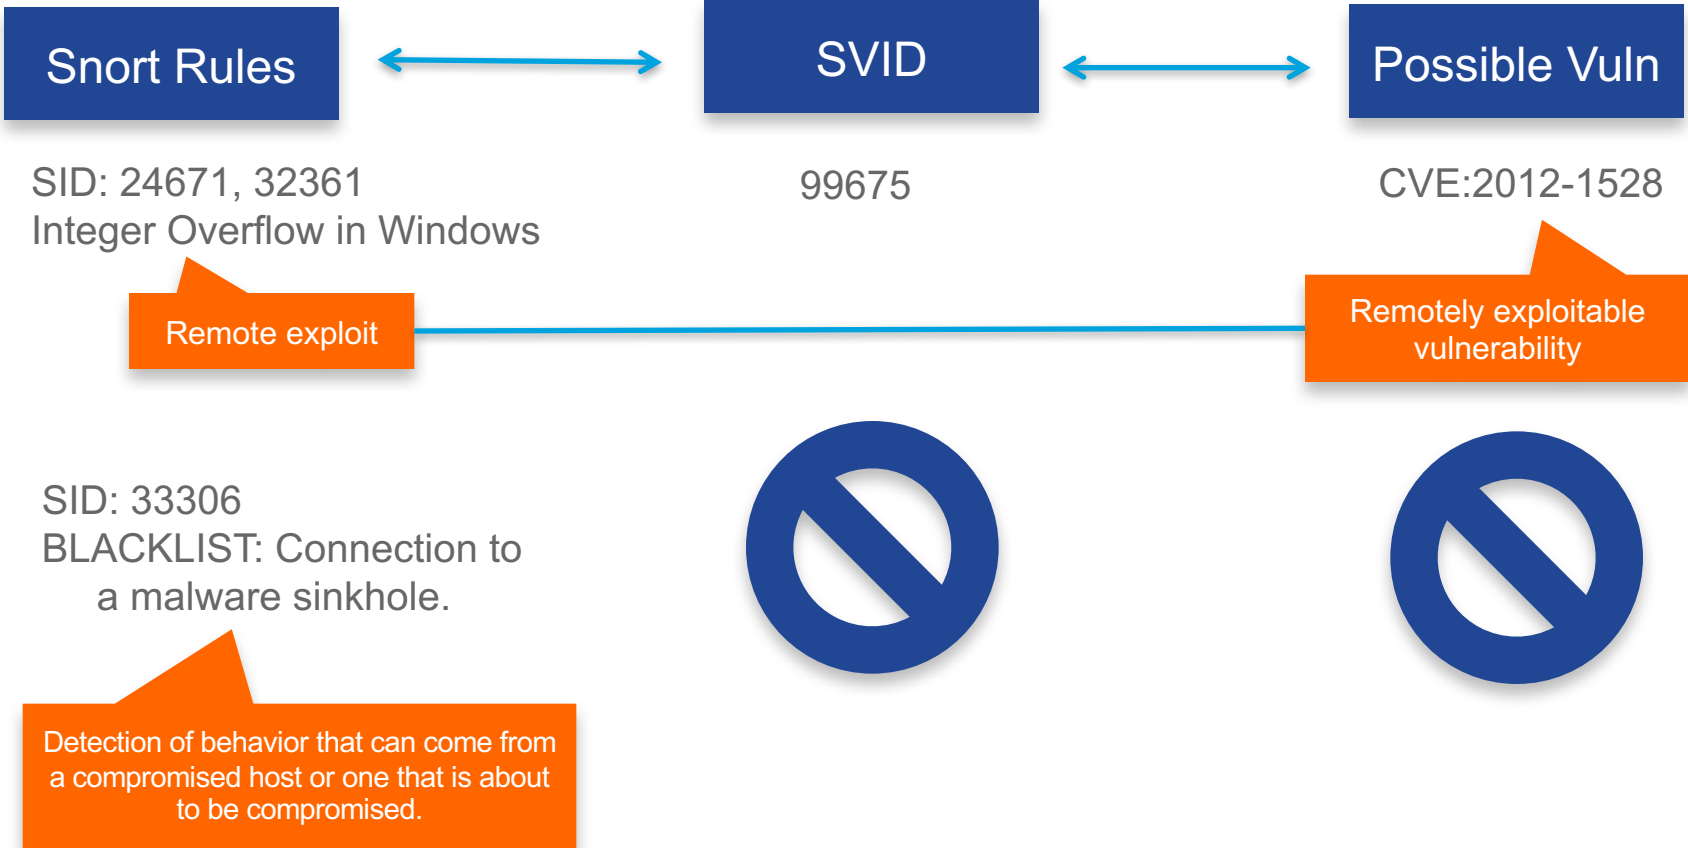 Snort Rules
SVID
Possible Vuln
SID: 24671, 32361
Integer Overflow in Windows
99675
CVE:2012-1528
Remote exploit
Remotely exploitable
vulnerability
SID: 33306
BLACKLIST: Connection to
a malware sinkhole.
Detection of behavior that can come from
a compromised host or one that is about
to be compromised.